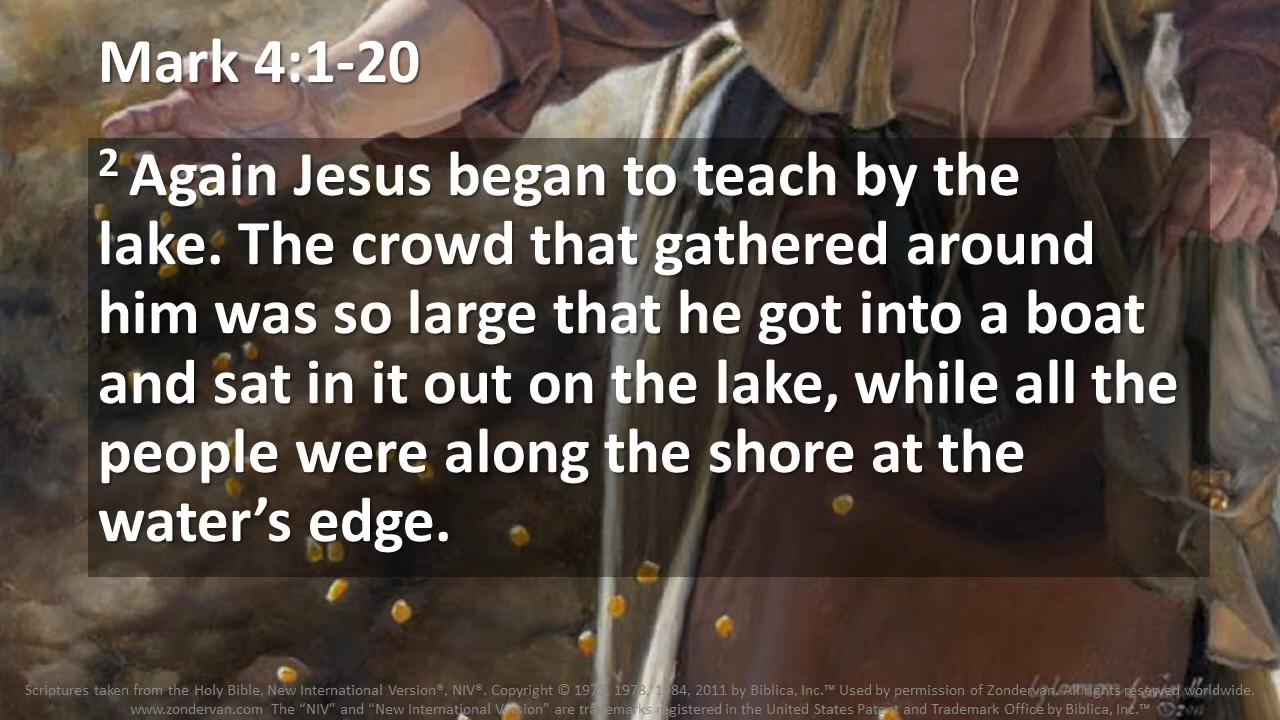 Mark 4:1-20
2 Again Jesus began to teach by the
lake. The crowd that gathered around
him was so large that he got into a boat
and sat in it out on the lake, while all the
people were along the shore at the
water’s edge.
Scriptures taken from the Holy Bible, New International Version®, NIV®. Copyright © 1973, 1978, 1984, 2011 by Biblica, Inc.™ Used by permission of Zondervan. All rights reserved worldwide.
www.zondervan.com The “NIV” and “New International Version” are trademarks registered in the United States Patent and Trademark Office by Biblica, Inc.™